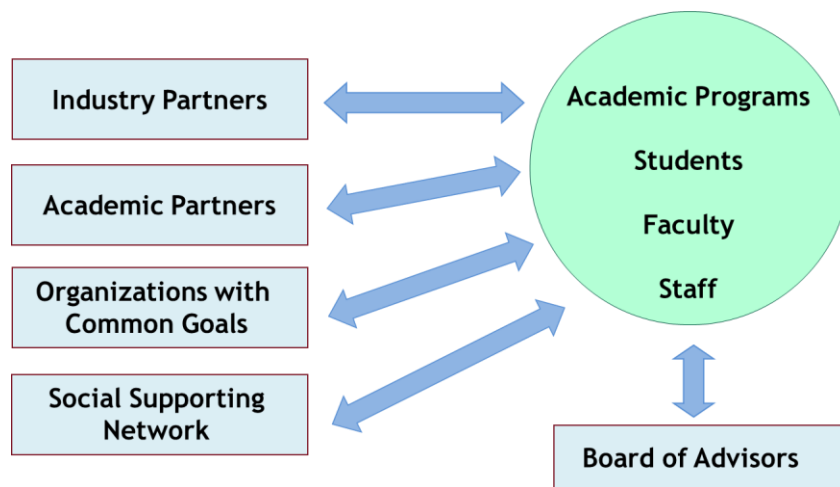 Industry Partners
Academic Partners
Organizations with
Common Goals
Social Supporting
Network
Academic Programs
Students
Faculty
Staff
Board of Advisors